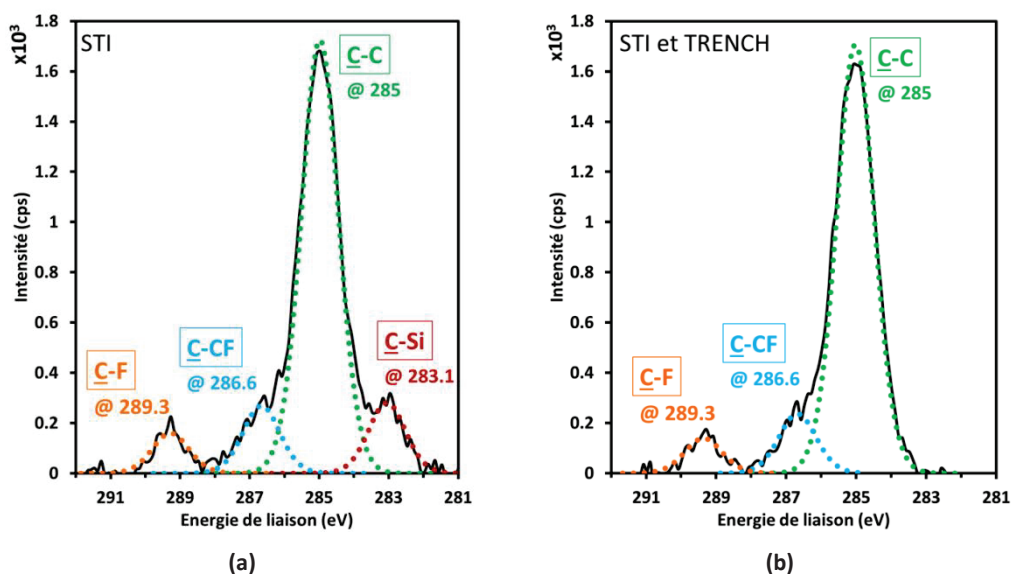 x10³
STI
1.8
1.6
1.4
1.2
1
0.8
0.6
0.4
0.2
0
Intensité (cps)
C-C
@ 285
C-Si
@ 283.1
C-CF
@ 286.6
C-F
@ 289.3
291 289 287 285 283 281
Energie de liaison (eV)
(a)
x10³
STI et TRENCH
1.8
1.6
1.4
1.2
1
0.8
0.6
0.4
0.2
0
Intensité (cps)
C-C
@ 285
C-CF
@ 286.6
C-F
@ 289.3
291 289 287 285 283 281
Energie de liaison (eV)
(b)